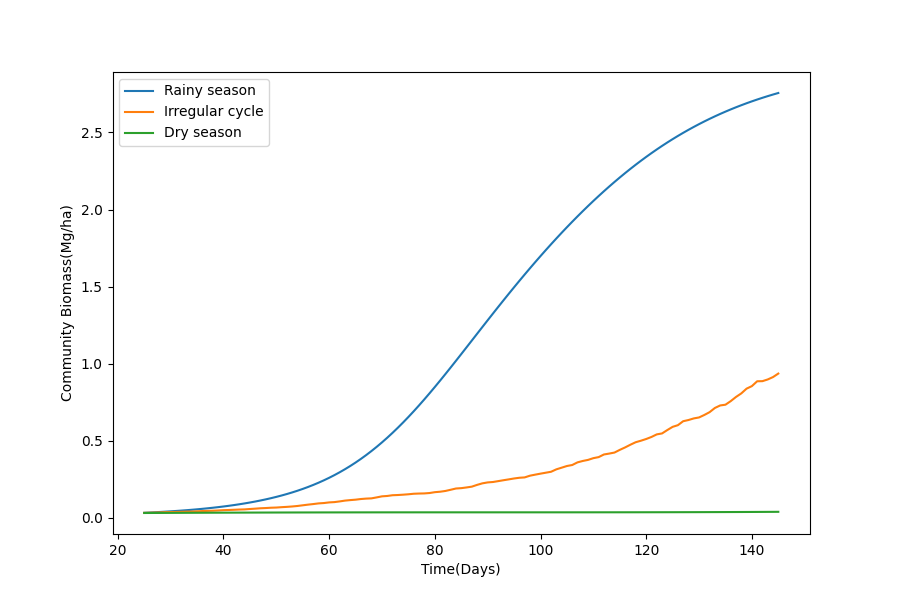 Rainy season
Irregular cycle
Dry season
2.5
2.0
1.5
1.0
0.5
0.0
Community Biomass(Mg/ha)
20 40 60 80 100 120 140
Time(Days)